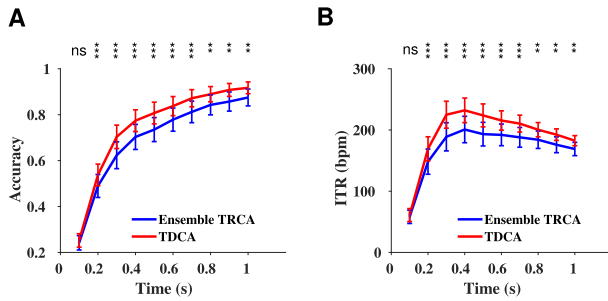 A
ns *** *** *** *** *** *** ** ** **
1
0.8
0.6
0.4
0.2
Accuracy
Ensemble TRCA
TDCA
0 0.2 0.4 0.6 0.8 1
Time (s)
B
ns *** *** *** *** *** *** ** ** **
300
200
100
0
ITR (bpm)
Ensemble TRCA
TDCA
0 0.2 0.4 0.6 0.8 1
Time (s)